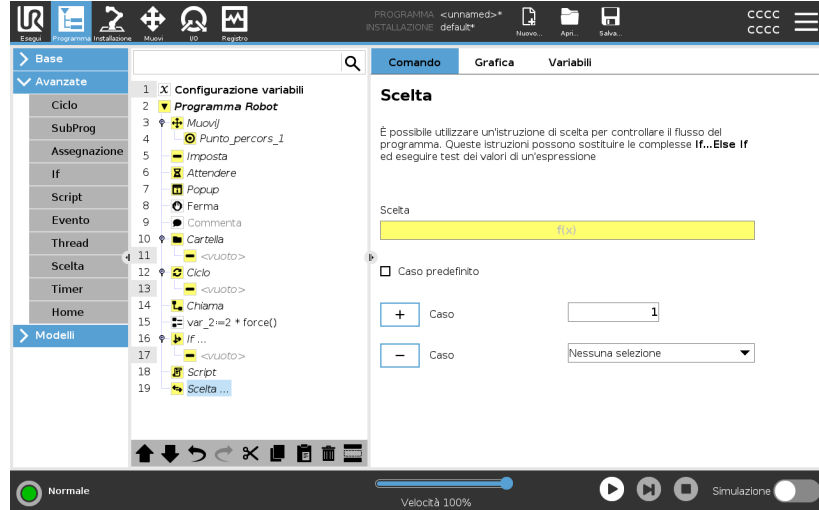 UR
PROGRAMMA <unnamed>*
INSTALLAZIONE default*
CCCC
CCCC
Esegui
Programma
Installazione
Muovi
I/O
Registro
Nuovo...
Apri...
Salva...
Base
Avanzate
Ciclo
SubProg
Assegnazione
If
Script
Evento
Thread
Scelta
Timer
Home
Modelli
1 X Configurazione variabili
2 Programma Robot
3 MuoviJ
4 Punto_percors_1
5 Imposta
6 Attendere
7 Popup
8 Ferma
9 Commenta
10 Cartella
11 <vuoto>
12 Ciclo
13 <vuoto>
14 Chiama
15 var_2:=2 * force()
16 If ...
17 <vuoto>
18 Script
19 Scelta ...
Comando Grafica Variabili
Scelta
È possibile utilizzare un'istruzione di scelta per controllare il flusso del
programma. Queste istruzioni possono sostituire le complesse If...Else If
ed eseguire test dei valori di un'espressione
Scelta
f(x)
Caso predefinito
+ Caso 1
− Caso Nessuna selezione
Normale
Velocità 100%
Simulazione